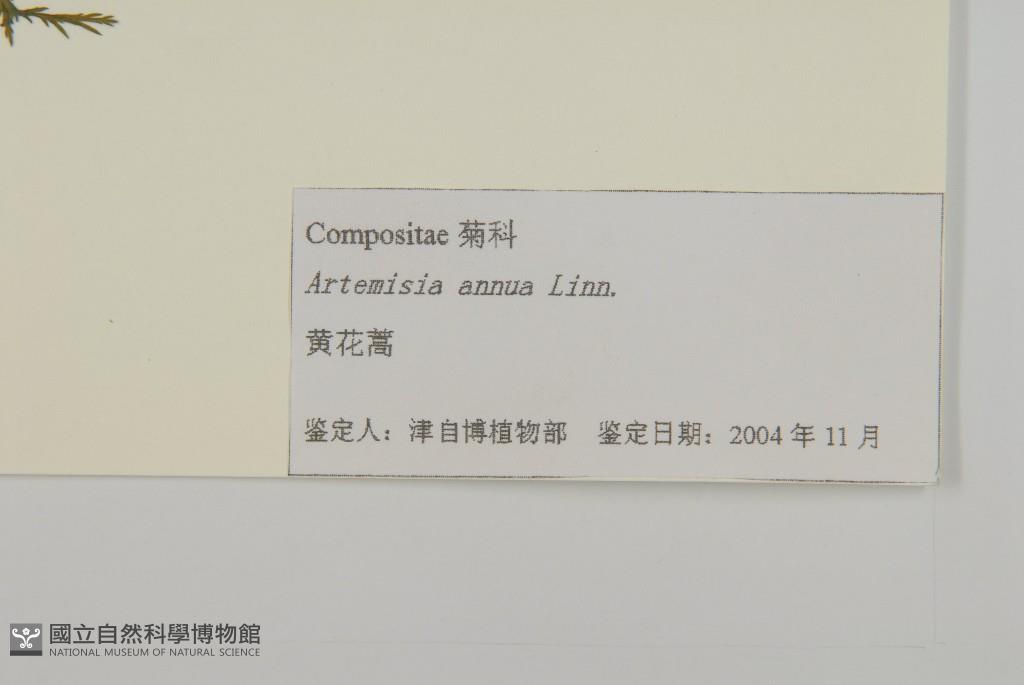 Compositae 菊科
Artemisia annua Linn.
黄花蒿
鉴定人：津自博植物部 鉴定日期：2004 年 11 月
國立自然科學博物館
NATIONAL MUSEUM OF NATURAL SCIENCE